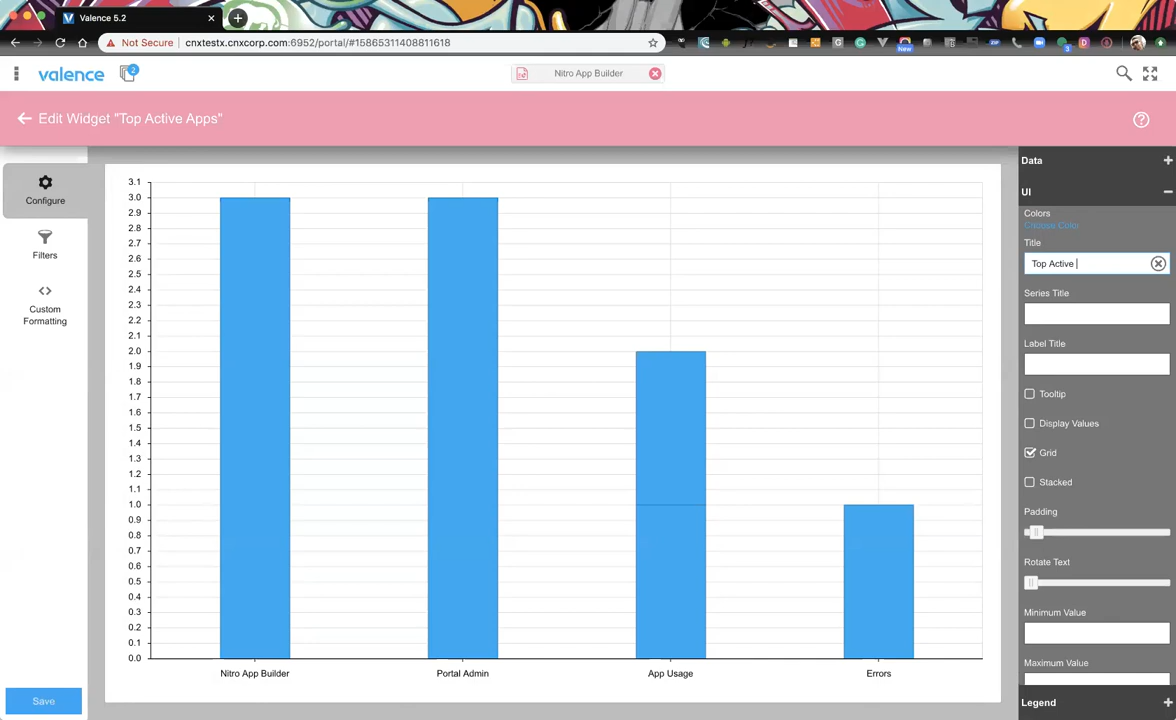 Valence 5.2
Not Secure
cnxtestx.cnxcorp.com:6952/portal/#15865311408811618
New
ZIP
3
valence
2
Nitro App Builder
Edit Widget "Top Active Apps"
Configure
Filters
Custom
Formatting
Save
3.1
3.0
2.9
2.8
2.7
2.6
2.5
2.4
2.3
2.2
2.1
2.0
1.9
1.8
1.7
1.6
1.5
1.4
1.3
1.2
1.1
1.0
0.9
0.8
0.7
0.6
0.5
0.4
0.3
0.2
0.1
0.0
Nitro App Builder
Portal Admin
App Usage
Errors
Data
UI
Colors
Choose Color
Title
Top Active
Series Title
Label Title
Tooltip
Display Values
Grid
Stacked
Padding
Rotate Text
Minimum Value
Maximum Value
Legend